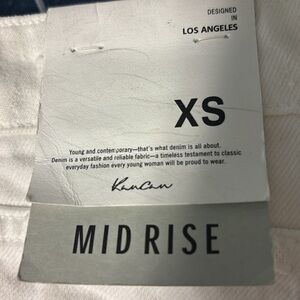 DESIGNED
IN
LOS ANGELES
XS
Young and contemporary—that's what denim is all about.
Denim is a versatile and reliable fabric—a timeless testament to classic
everyday fashion every young woman will be proud to wear.
KanCan
MID RISE